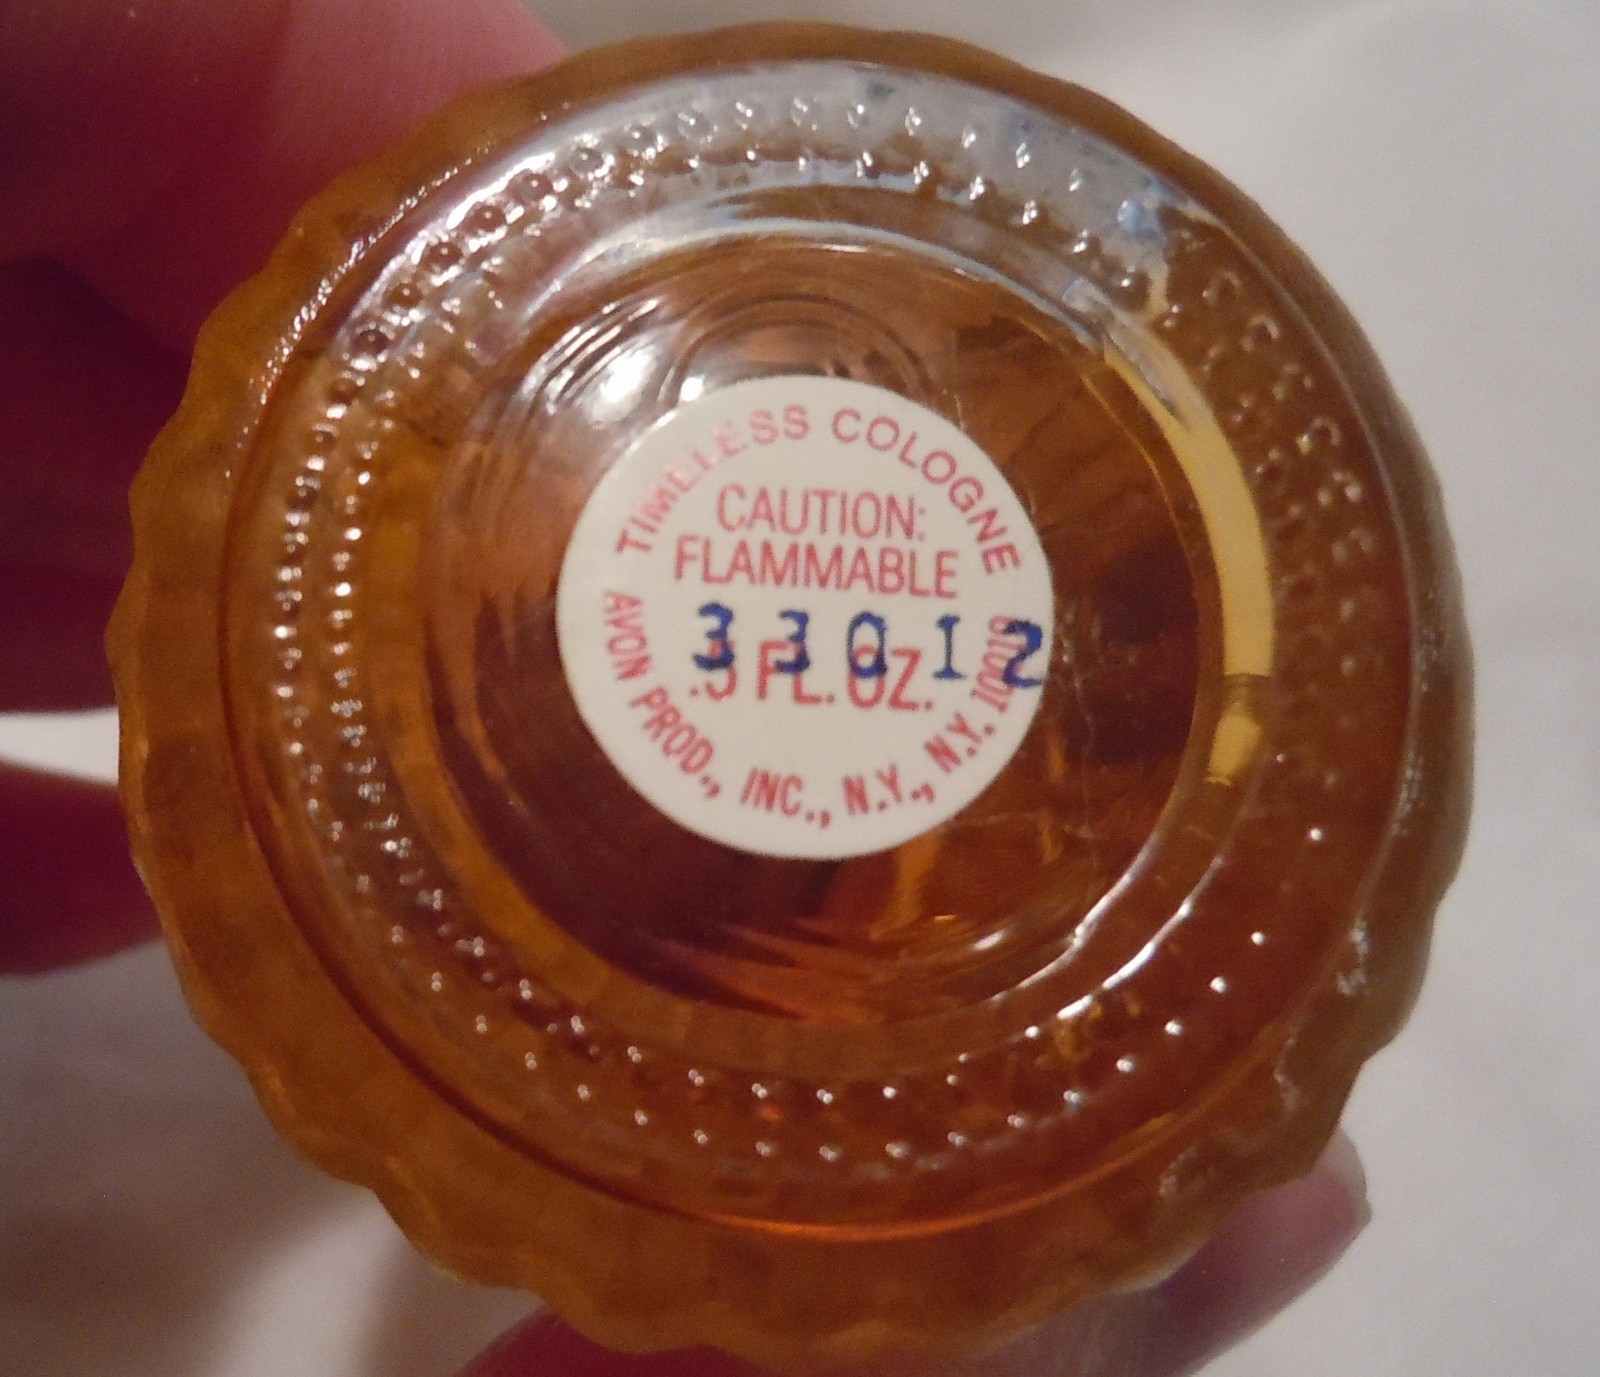 TIMELESS COLOGNE
CAUTION:
FLAMMABLE
33012
.5 FL. OZ.
AVON PROD., INC., N.Y., N.Y. 10019